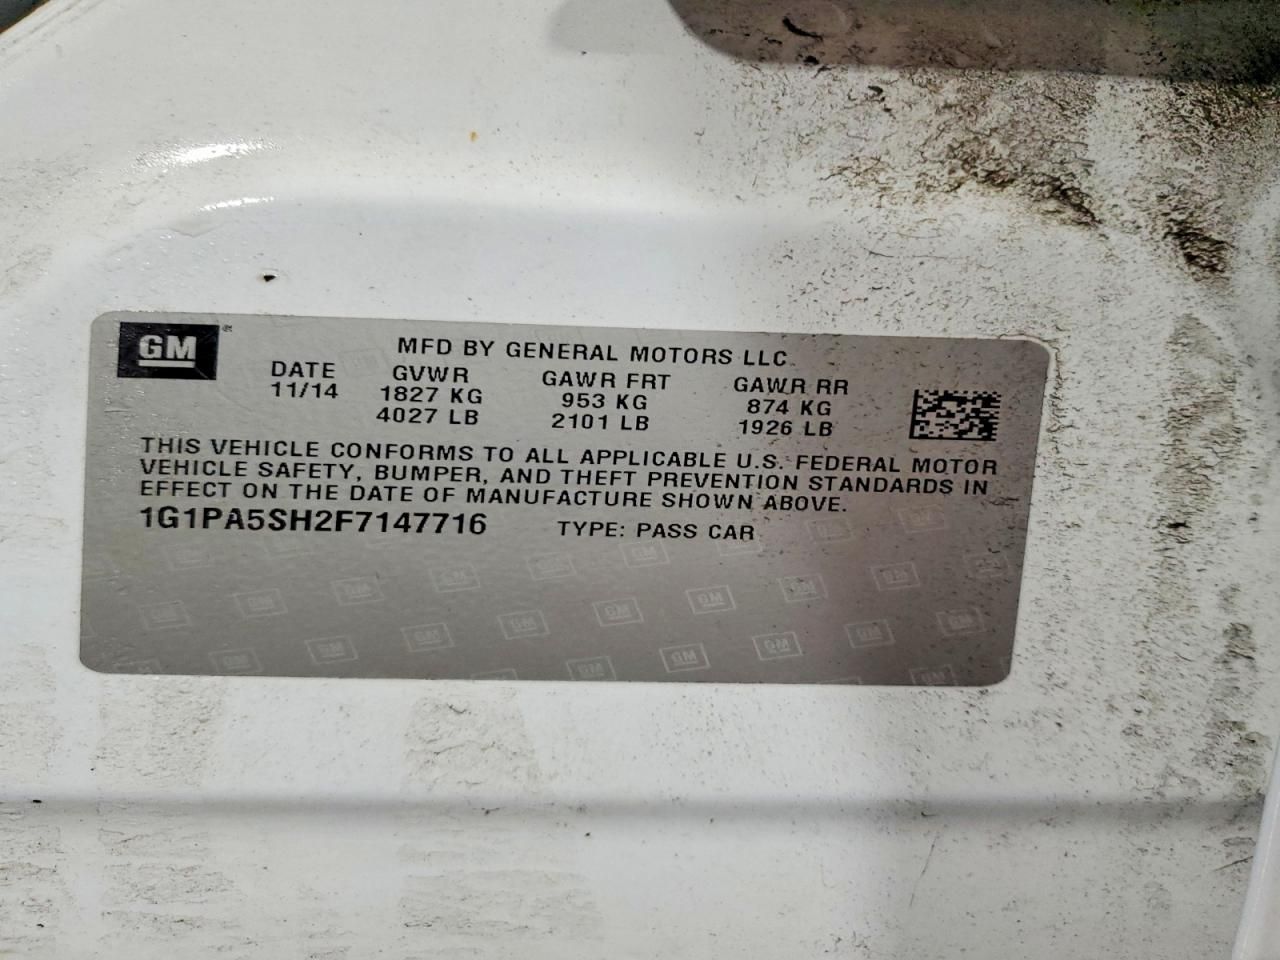 GM®
MFD BY GENERAL MOTORS LLC
DATE GVWR GAWR FRT GAWR RR
11/14 1827 KG 953 KG 874 KG
4027 LB 2101 LB 1926 LB
THIS VEHICLE CONFORMS TO ALL APPLICABLE U.S. FEDERAL MOTOR
VEHICLE SAFETY, BUMPER, AND THEFT PREVENTION STANDARDS IN
EFFECT ON THE DATE OF MANUFACTURE SHOWN ABOVE.
1G1PA5SH2F7147716 TYPE: PASS CAR